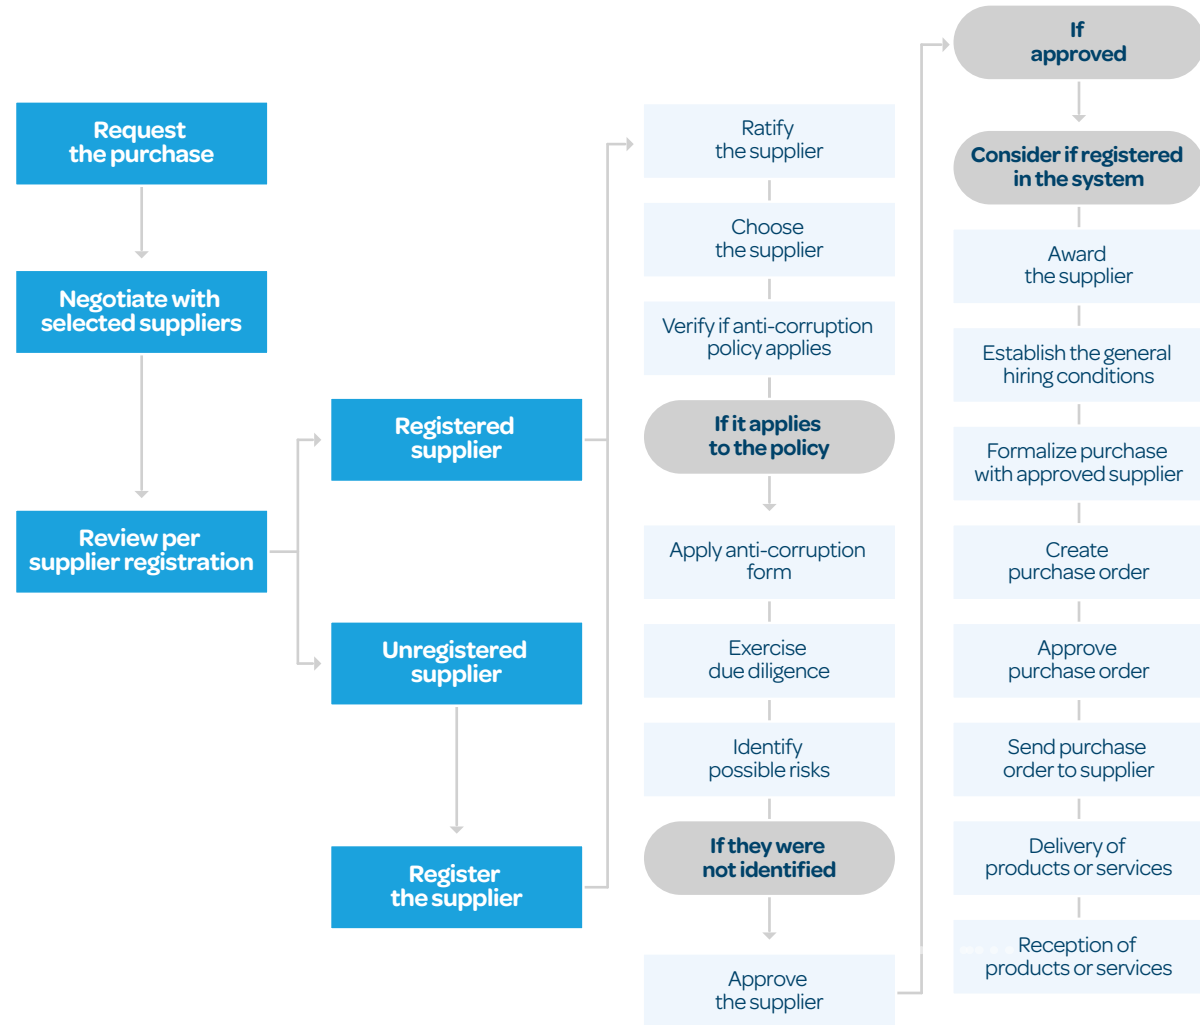 Request
the purchase
Negotiate with
selected suppliers
Review per
supplier registration
Registered
supplier
Unregistered
supplier
Register
the supplier
Ratify
the supplier
Choose
the supplier
Verify if anti-corruption
policy applies
If it applies
to the policy
Apply anti-corruption
form
Exercise
due diligence
Identify
possible risks
If they were
not identified
Approve
the supplier
If
approved
Consider if registered
in the system
Award
the supplier
Establish the general
hiring conditions
Formalize purchase
with approved supplier
Create
purchase order
Approve
purchase order
Send purchase
order to supplier
Delivery of
products or services
Reception of
products or services